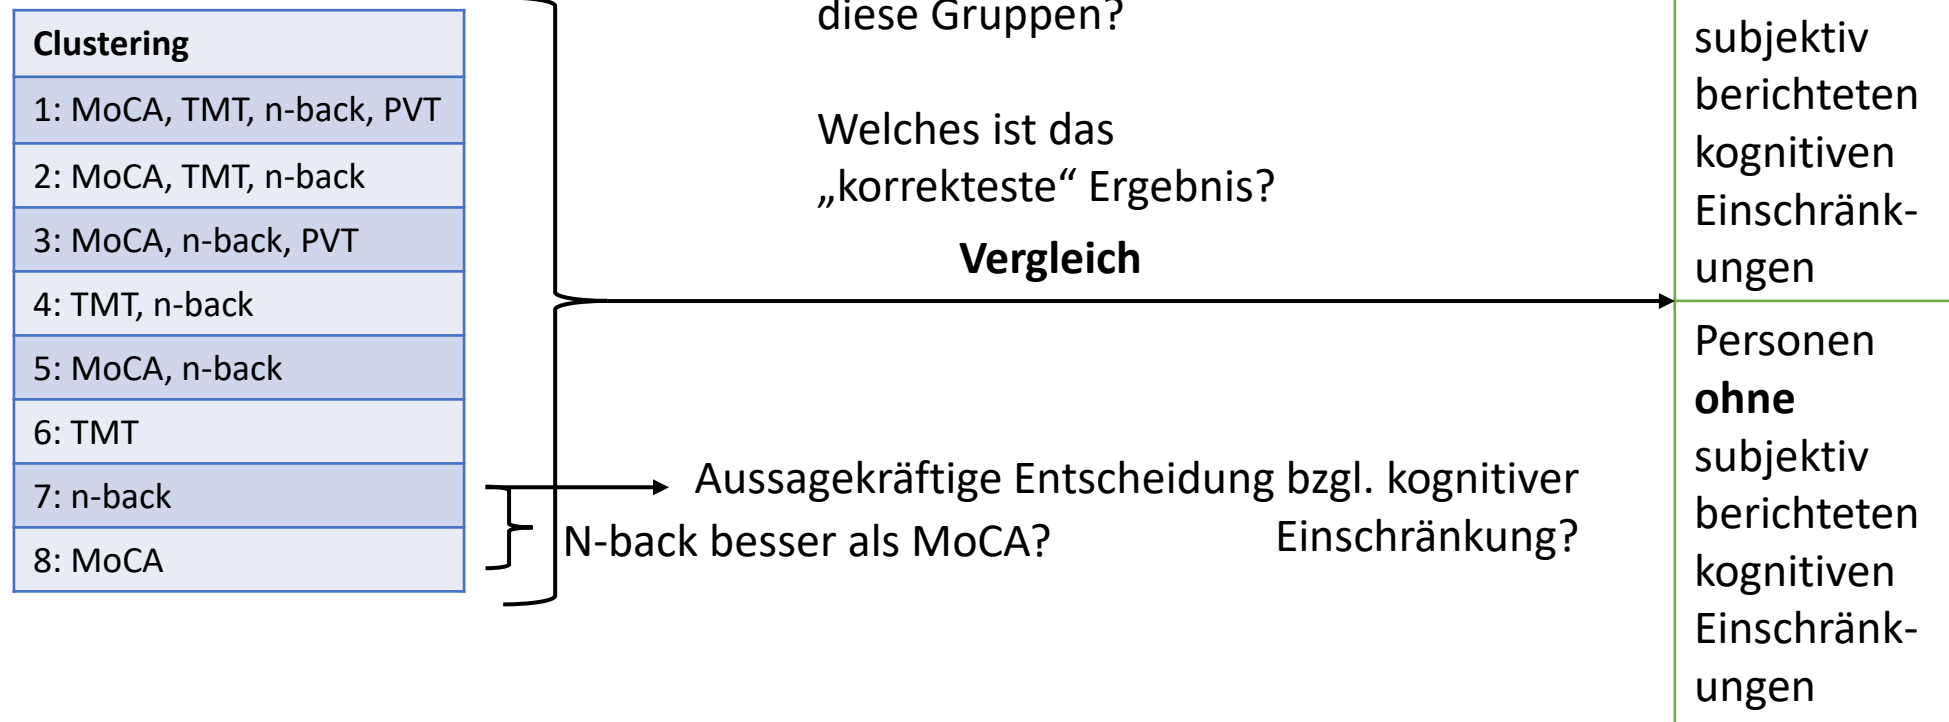 Clustering
1: MoCA, TMT, n-back, PVT
2: MoCA, TMT, n-back
3: MoCA, n-back, PVT
4: TMT, n-back
5: MoCA, n-back
6: TMT
7: n-back
8: MoCA
diese Gruppen?
Welches ist das
„korrekteste“ Ergebnis?
Vergleich
Aussagekräftige Entscheidung bzgl. kognitiver
Einschränkung?
N-back besser als MoCA?
subjektiv
berichteten
kognitiven
Einschränk-
ungen
Personen
ohne
subjektiv
berichteten
kognitiven
Einschränk-
ungen